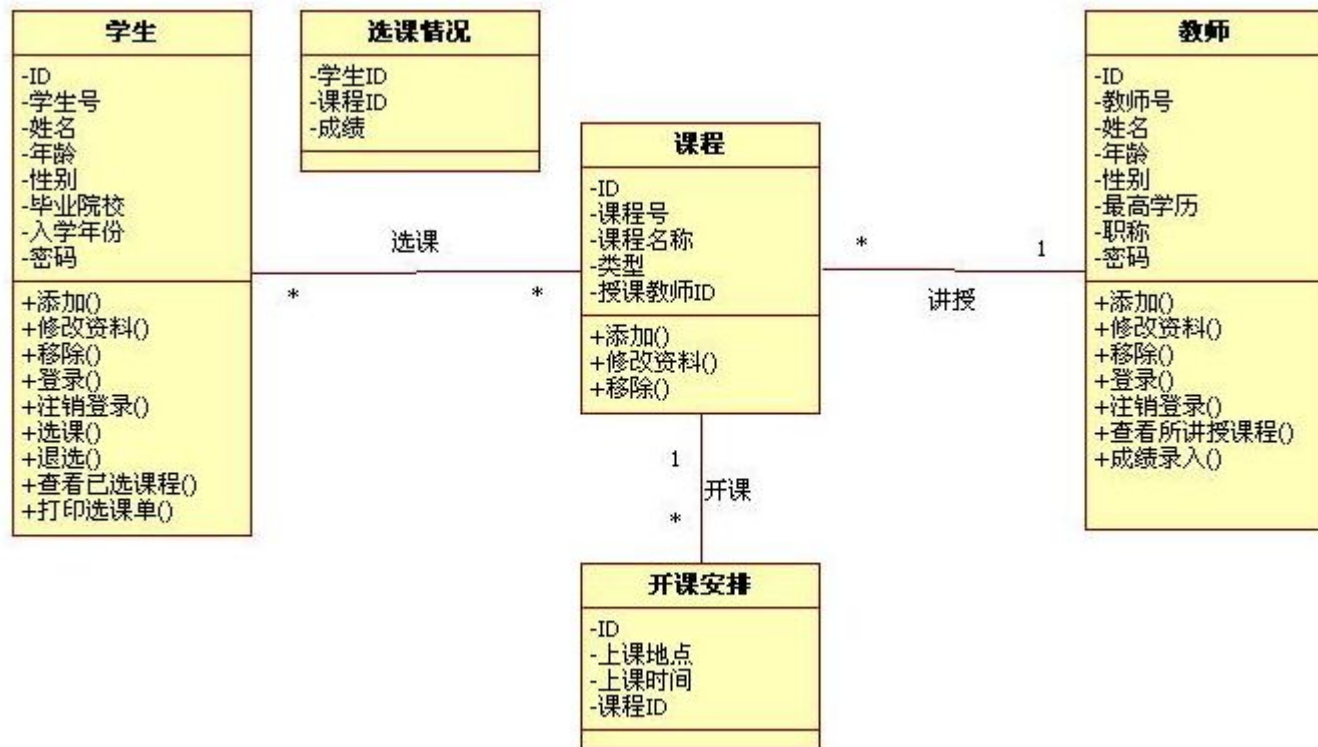 学生
-ID
-学生号
-姓名
-年龄
-性别
-毕业院校
-入学年份
-密码
+添加()
+修改资料()
+移除()
+登录()
+注销登录()
+选课()
+退选()
+查看已选课程()
+打印选课单()
选课情况
-学生ID
-课程ID
-成绩
选课
*
*
课程
-ID
-课程号
-课程名称
-类型
-授课教师ID
+添加()
+修改资料()
+移除()
*
1
讲授
教师
-ID
-教师号
-姓名
-年龄
-性别
-最高学历
-职称
-密码
+添加()
+修改资料()
+移除()
+登录()
+注销登录()
+查看所讲授课程()
+成绩录入()
1
开课
*
开课安排
-ID
-上课地点
-上课时间
-课程ID